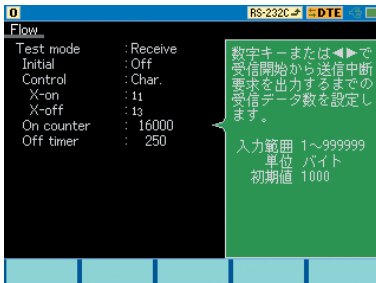 0 RS-232C DTE
Flow
Test mode : Receive
Initial : Off
Control : Char.
X-on : 11
X-off : 13
On counter : 16000
Off timer : 250
数字キーまたは◀▶で
受信開始から送信中断
要求を出力するまでの
受信データ数を設定し
ます。
入力範囲 1~999999
単位 バイト
初期値 1000